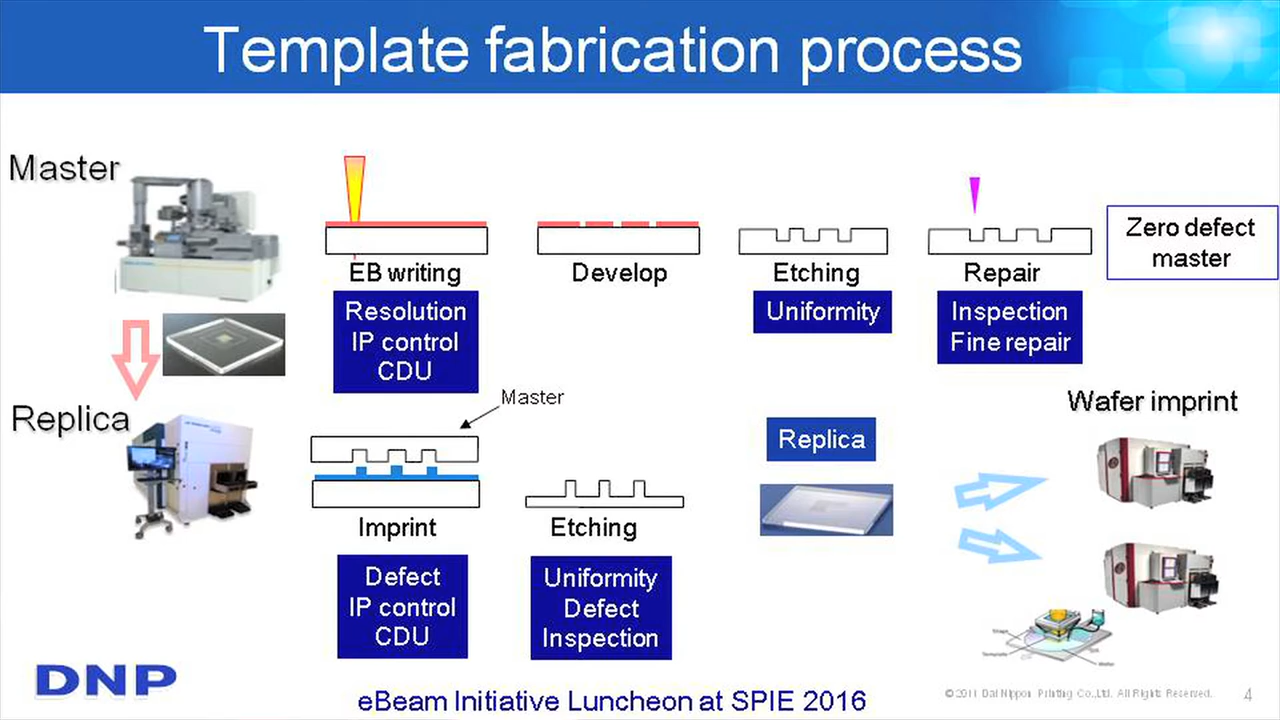 Template fabrication process
Master
EB writing
Develop
Etching
Repair
Zero defect
master
Resolution
IP control
CDU
Uniformity
Inspection
Fine repair
Master
Replica
Imprint
Etching
Replica
Wafer imprint
Defect
IP control
CDU
Uniformity
Defect
Inspection
Template
Wafer
DNP
eBeam Initiative Luncheon at SPIE 2016
©2011 Dai Nippon Printing Co.,Ltd. All Rights Reserved.
4